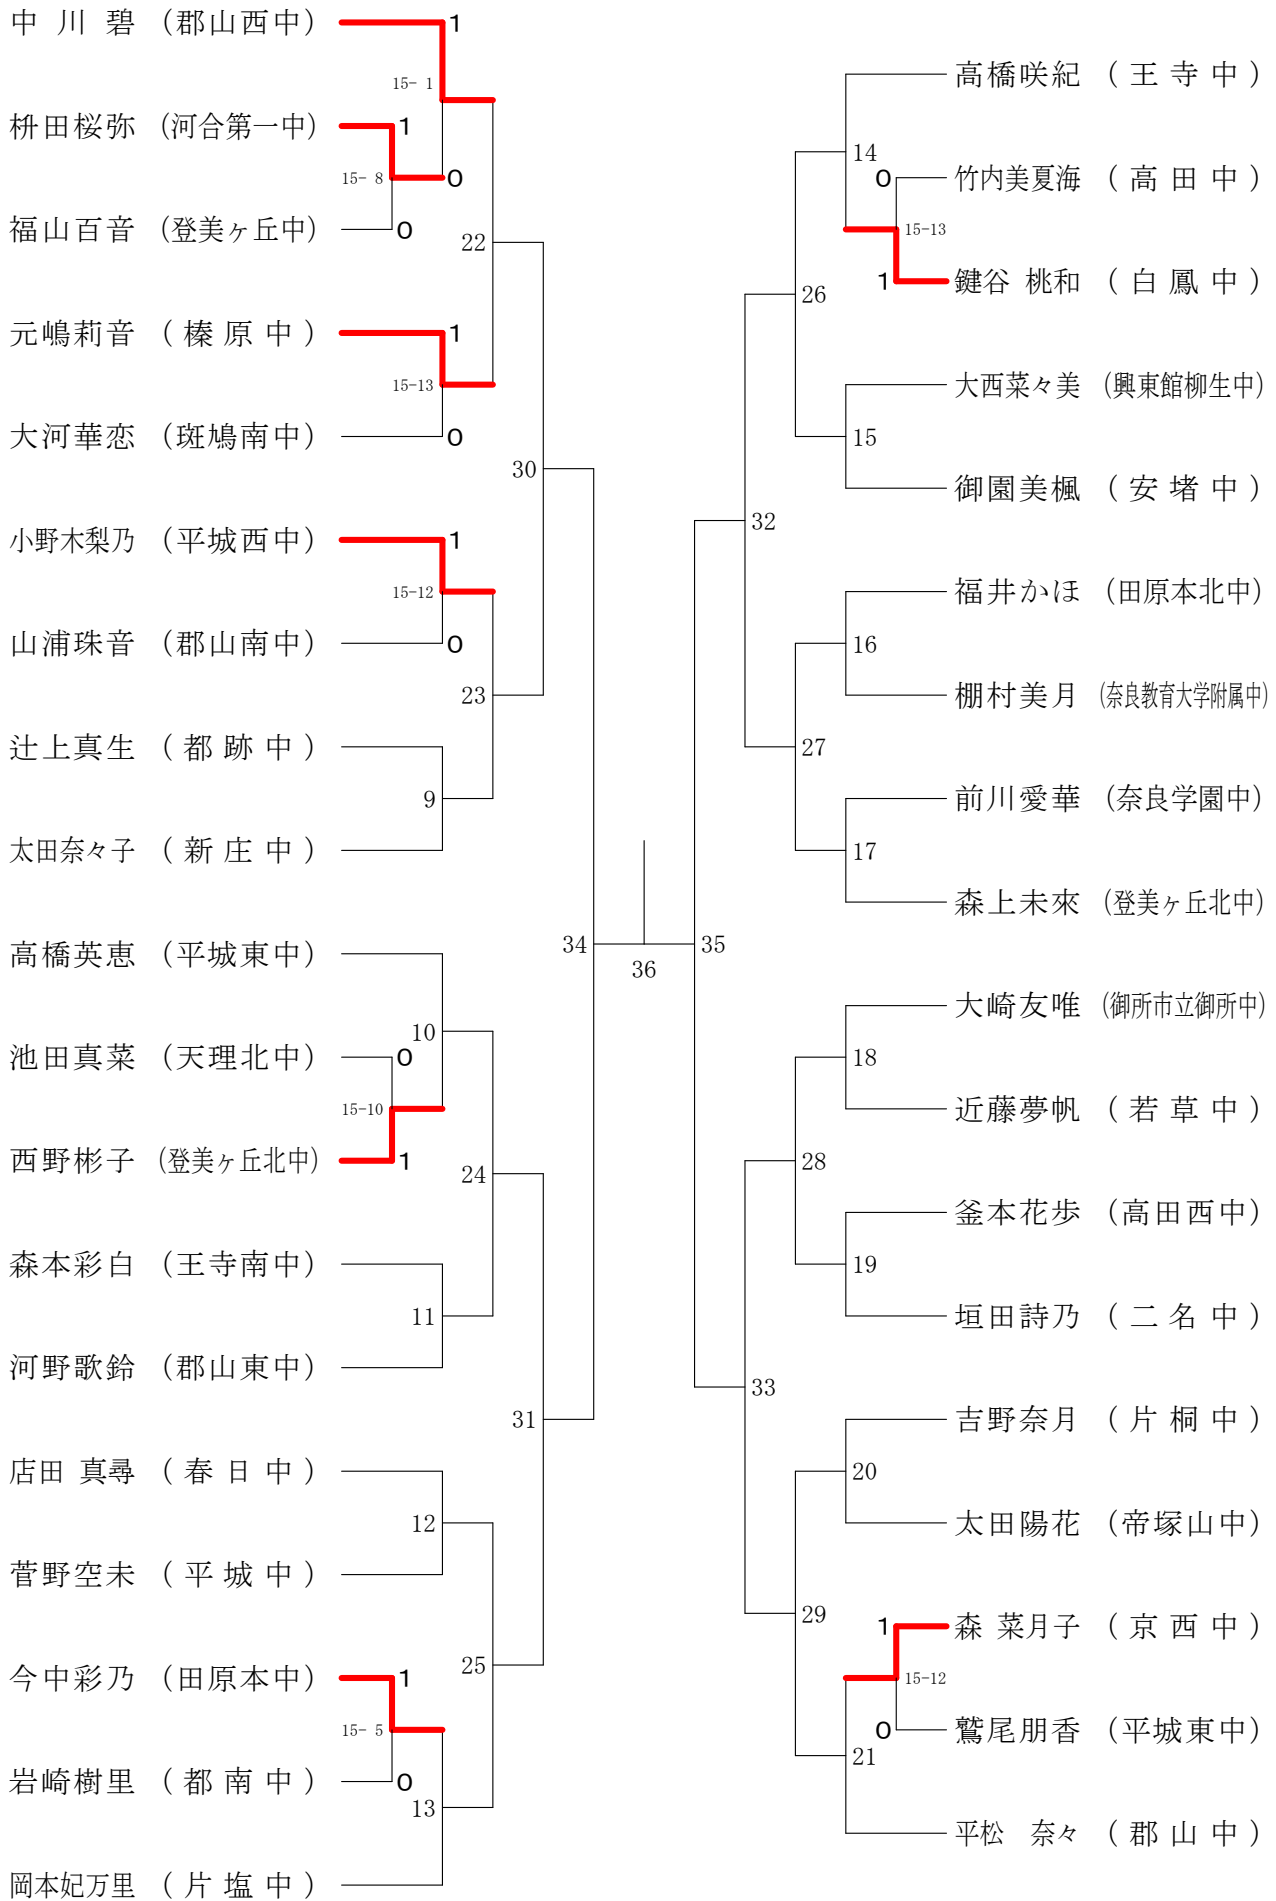 中川碧 (郡山西中) 1
15- 1
枡田桜弥 (河合第一中) 1
15- 8 0
福山百音 (登美ヶ丘中) 0
22
元嶋莉音 (榛原中) 1
15-13
大河華恋 (斑鳩南中) 0
30
小野木梨乃 (平城西中) 1
15-12
山浦珠音 (郡山南中) 0
23
辻上真生 (都跡中)
9
太田奈々子 (新庄中)
34
高橋英恵 (平城東中)
10
池田真菜 (天理北中) 0
15-10
西野彬子 (登美ヶ丘北中) 1
24
森本彩白 (王寺南中)
11
河野歌鈴 (郡山東中)
31
店田 真尋 (春日中)
12
菅野空未 (平城中)
25
今中彩乃 (田原本中) 1
15- 5
岩崎樹里 (都南中) 0
13
岡本妃万里 (片塩中)
36
高橋咲紀 (王寺中)
14
0 竹内美夏海 (高田中)
15-13
1 鍵谷 桃和 (白鳳中)
26
大西菜々美 (興東館柳生中)
15
御園美楓 (安堵中)
32
福井かほ (田原本北中)
16
棚村美月 (奈良教育大学附属中)
27
前川愛華 (奈良学園中)
17
森上未來 (登美ヶ丘北中)
35
大崎友唯 (御所市立御所中)
18
近藤夢帆 (若草中)
28
釜本花歩 (高田西中)
19
垣田詩乃 (二名中)
33
吉野奈月 (片桐中)
20
太田陽花 (帝塚山中)
29
1 森 菜月子 (京西中)
15-12
0 鷲尾朋香 (平城東中)
21
平松 奈々 (郡山中)